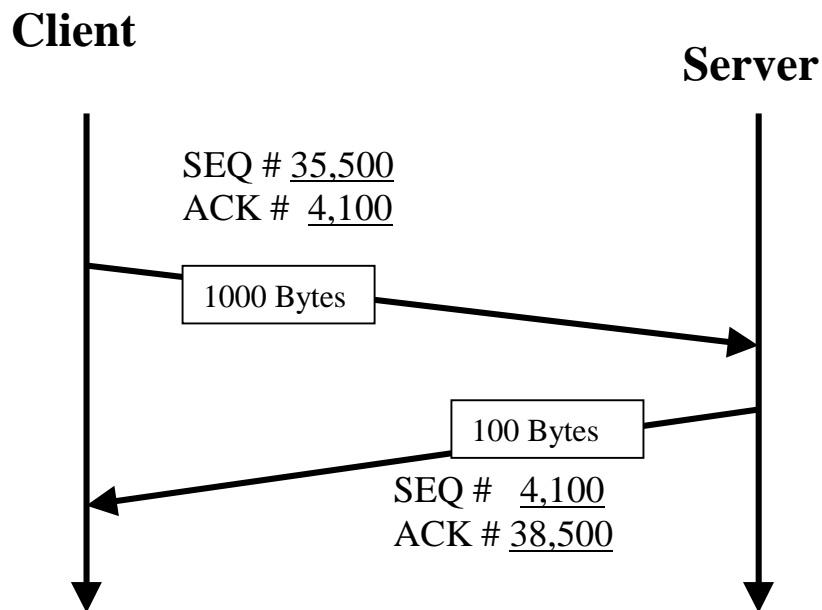 Client
Server
SEQ # 35,500
ACK # 4,100
1000 Bytes
100 Bytes
SEQ # 4,100
ACK # 38,500